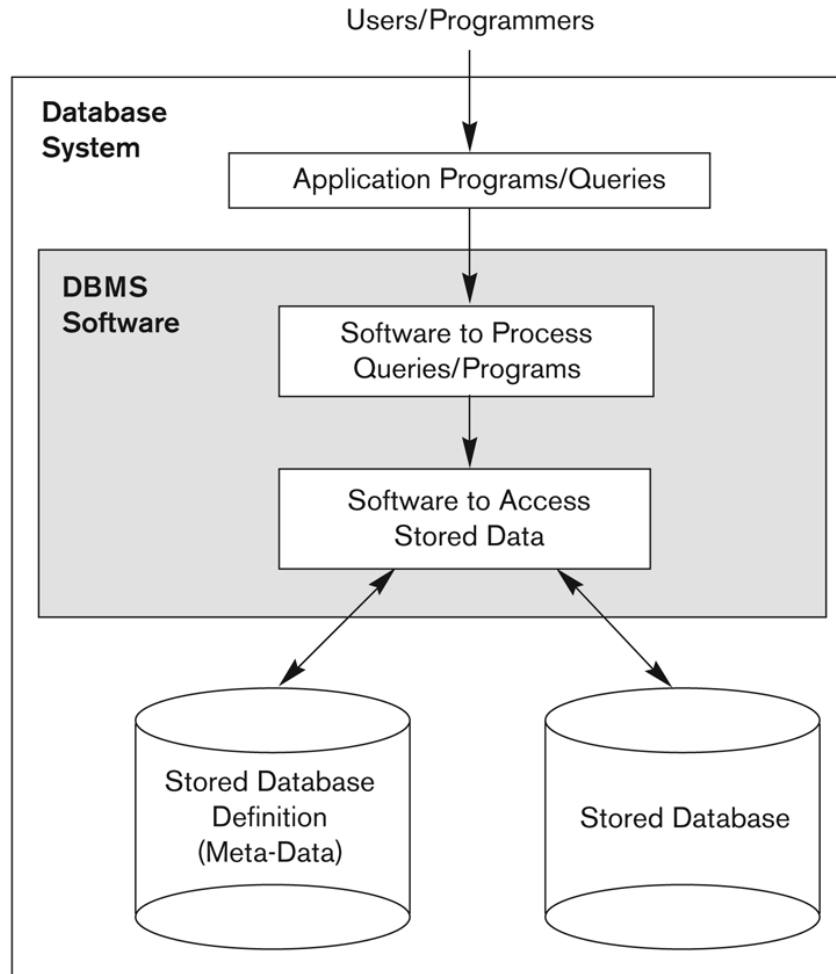 Users/Programmers
Database
System
Application Programs/Queries
DBMS
Software
Software to Process
Queries/Programs
Software to Access
Stored Data
Stored Database
Definition
(Meta-Data)
Stored Database